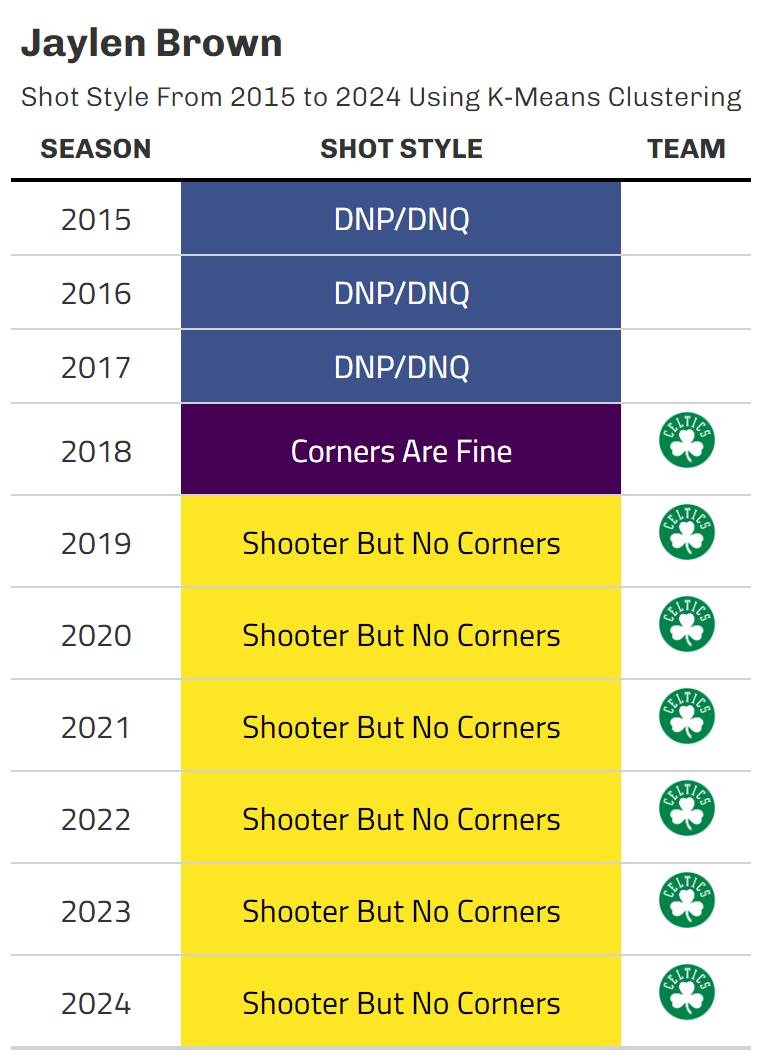 Jaylen Brown
Shot Style From 2015 to 2024 Using K-Means Clustering
SEASON SHOT STYLE TEAM
2015 DNP/DNQ
2016 DNP/DNQ
2017 DNP/DNQ
2018 Corners Are Fine CELTICS
2019 Shooter But No Corners CELTICS
2020 Shooter But No Corners CELTICS
2021 Shooter But No Corners CELTICS
2022 Shooter But No Corners CELTICS
2023 Shooter But No Corners CELTICS
2024 Shooter But No Corners CELTICS